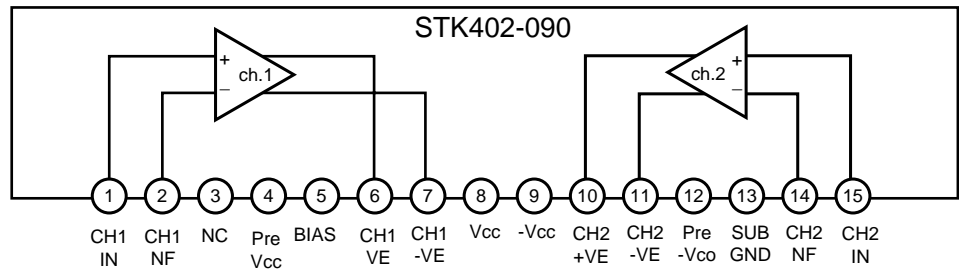 STK402-090
+
−
ch.1
+
−
ch.2
1 2 3 4 5 6 7 8 9 10 11 12 13 14 15
CH1 IN
CH1 NF
NC
Pre Vcc
BIAS
CH1 VE
CH1 -VE
Vcc
-Vcc
CH2 +VE
CH2 -VE
Pre -Vco
SUB GND
CH2 NF
CH2 IN